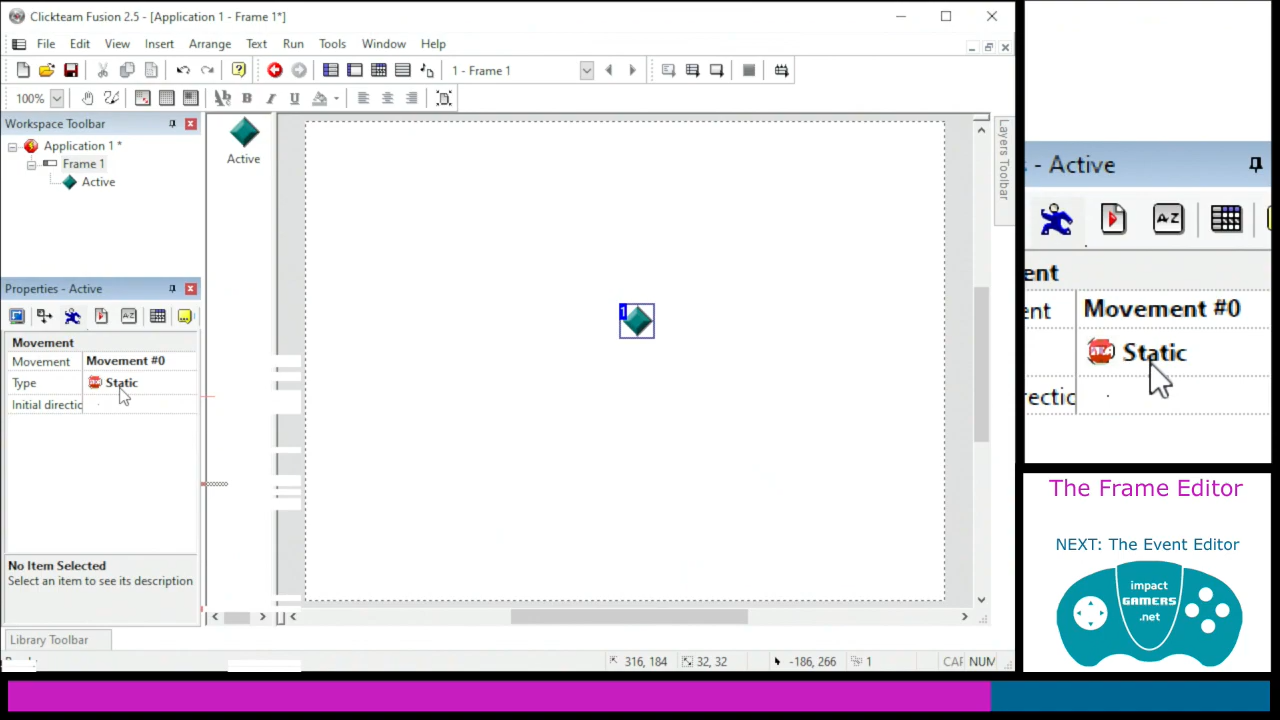 Clickteam Fusion 2.5 - [Application 1 - Frame 1*]
File Edit View Insert Arrange Text Run Tools Window Help
1 - Frame 1
100%
B I U
Workspace Toolbar
Application 1 *
Frame 1
Active
Active
Layers Toolbar
1
Properties - Active
Movement
Movement Movement #0
Type Static
Initial directic
No Item Selected
Select an item to see its description
Library Toolbar
316, 184 32, 32 -186, 266 1 CAF NUM
- Active
A-Z
ent
ent Movement #0
Static
rectic
The Frame Editor
NEXT: The Event Editor
impact
GAMERS
.net